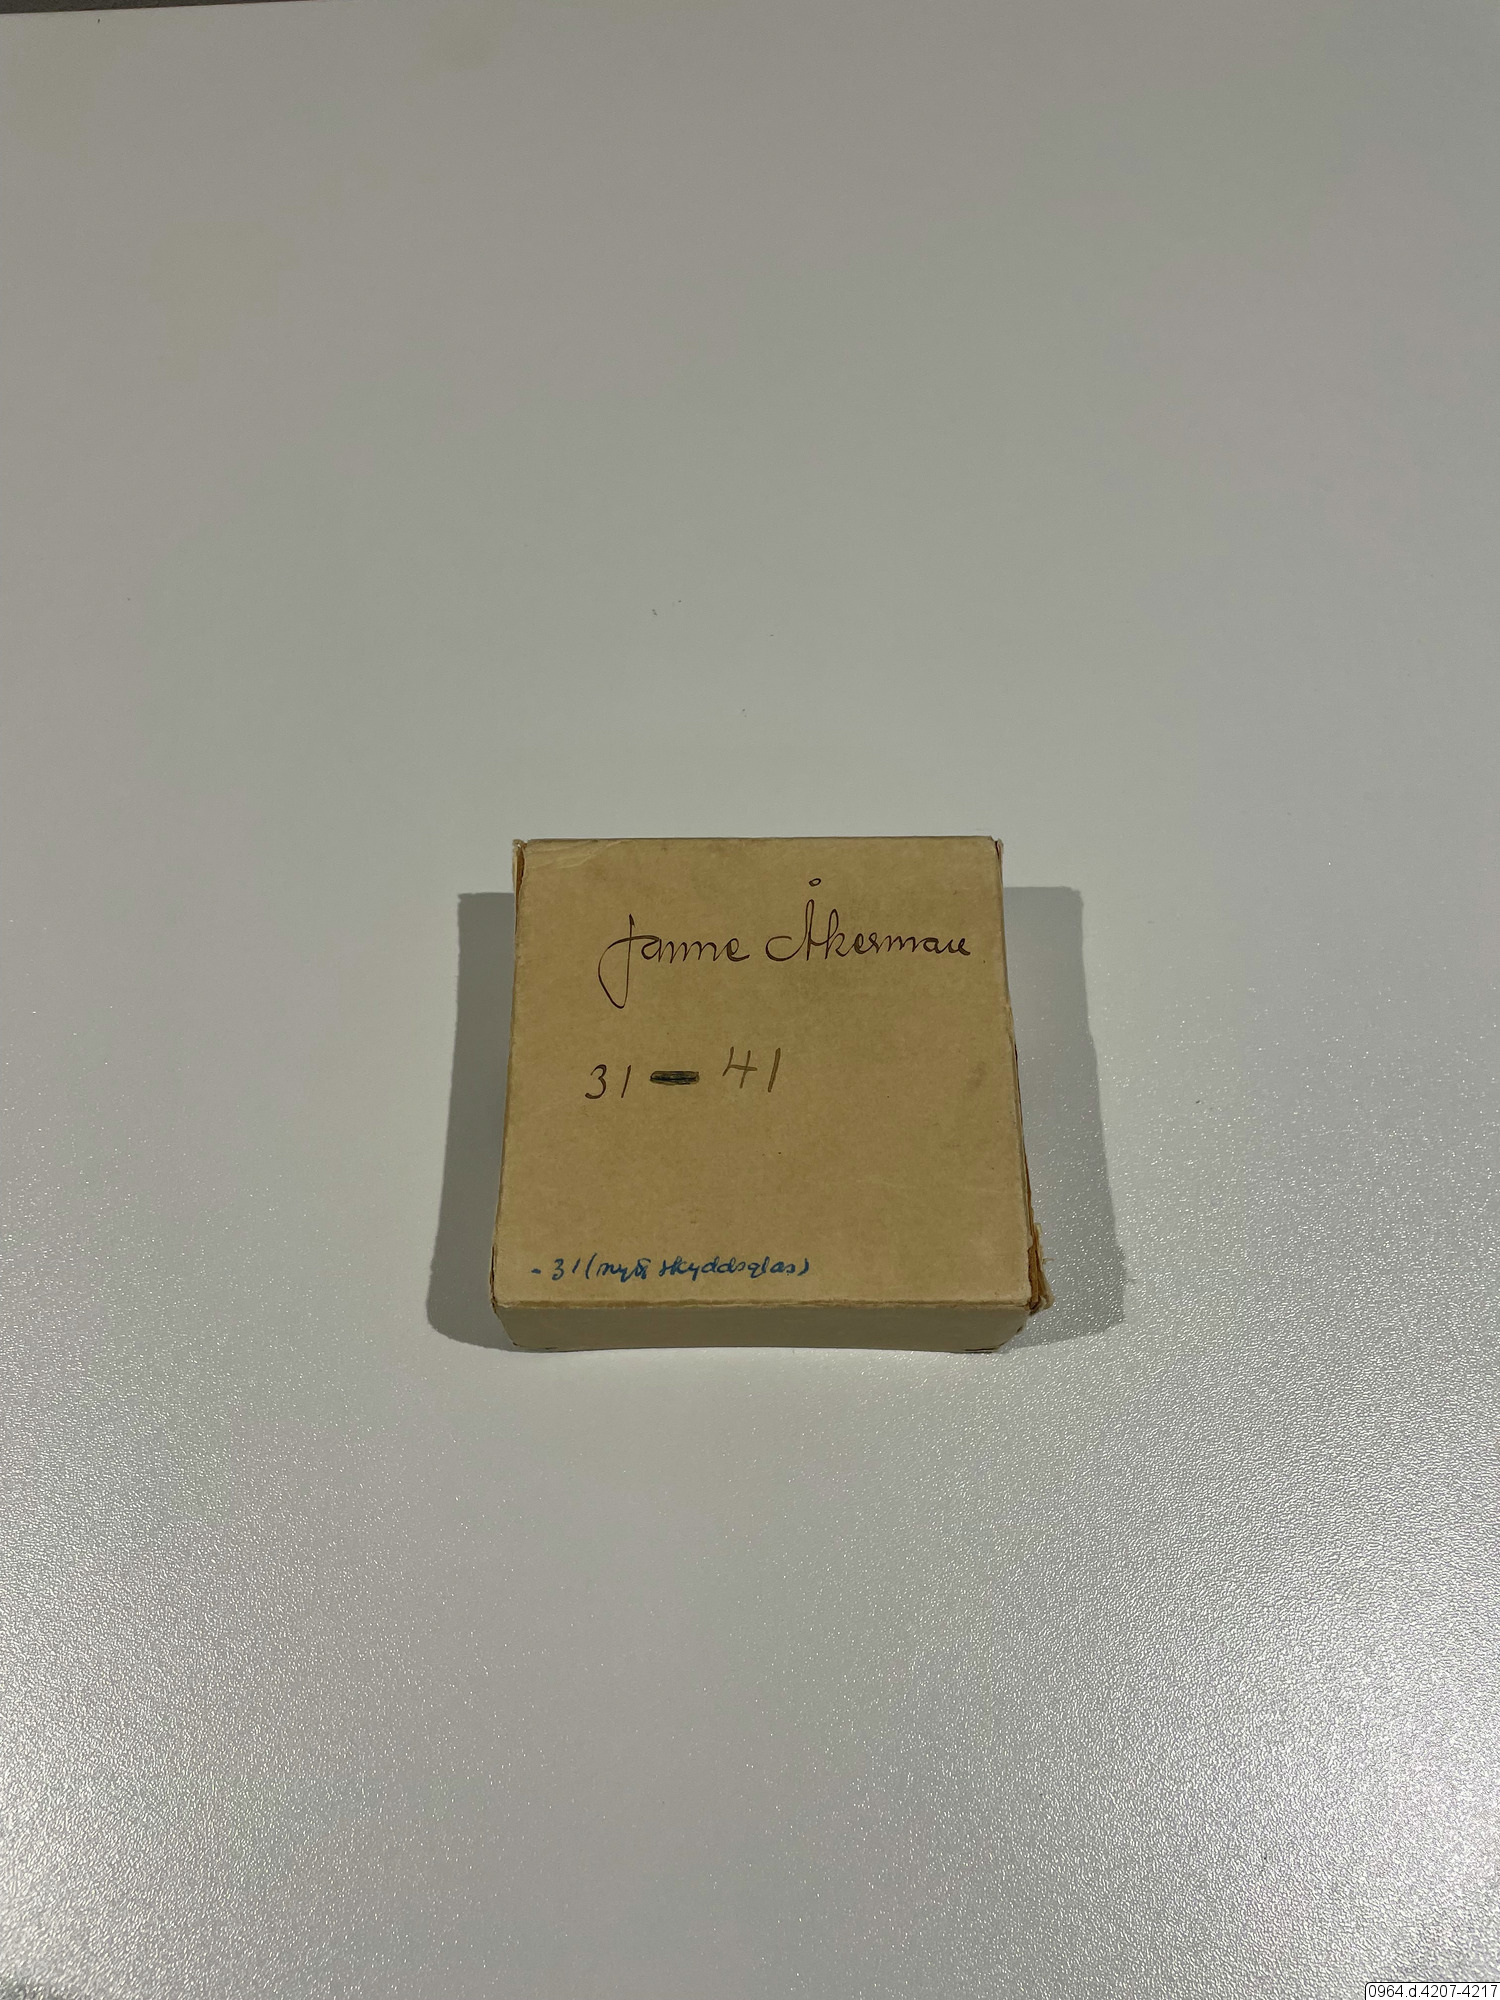 Janne Åkerman
31 - 41
- 31 (nytt skyddsglas)
0964.d.4207-4217